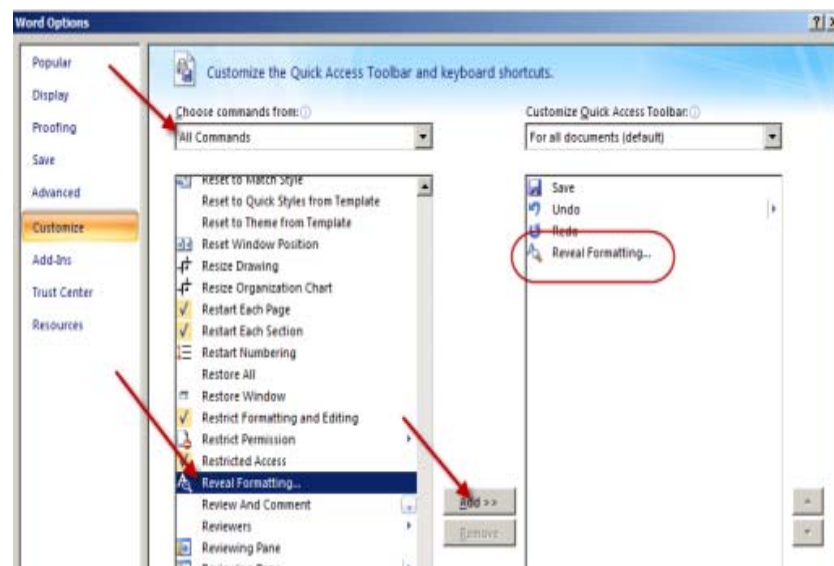 Word Options
Popular
Display
Proofing
Save
Advanced
Customize
Add-Ins
Trust Center
Resources
Customize the Quick Access Toolbar and keyboard shortcuts.
Choose commands from:
All Commands
Reset to Match Style
Reset to Quick Styles from Template
Reset to Theme from Template
Reset Window Position
Resize Drawing
Resize Organization Chart
Restart Each Page
Restart Each Section
Restart Numbering
Restore All
Restore Window
Restrict Formatting and Editing
Restrict Permission
Restricted Access
Reveal Formatting...
Review And Comment
Reviewers
Reviewing Pane
Add >>
Remove
Customize Quick Access Toolbar:
For all documents (default)
Save
Undo
Redo
Reveal Formatting...